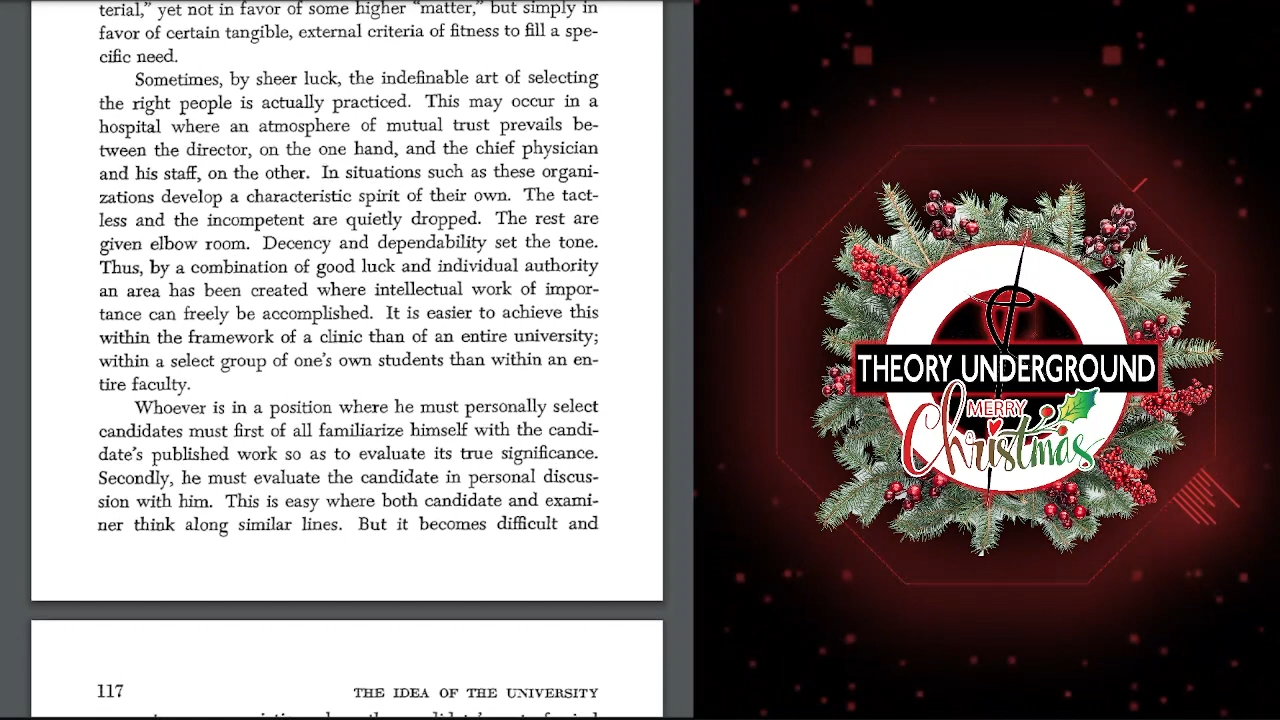 terial,” yet not in favor of some higher “matter,” but simply in
favor of certain tangible, external criteria of fitness to fill a spe-
cific need.
Sometimes, by sheer luck, the indefinable art of selecting
the right people is actually practiced. This may occur in a
hospital where an atmosphere of mutual trust prevails be-
tween the director, on the one hand, and the chief physician
and his staff, on the other. In situations such as these organi-
zations develop a characteristic spirit of their own. The tact-
less and the incompetent are quietly dropped. The rest are
given elbow room. Decency and dependability set the tone.
Thus, by a combination of good luck and individual authority
an area has been created where intellectual work of impor-
tance can freely be accomplished. It is easier to achieve this
within the framework of a clinic than of an entire university;
within a select group of one’s own students than within an en-
tire faculty.
Whoever is in a position where he must personally select
candidates must first of all familiarize himself with the candi-
date’s published work so as to evaluate its true significance.
Secondly, he must evaluate the candidate in personal discus-
sion with him. This is easy where both candidate and exami-
ner think along similar lines. But it becomes difficult and
117 THE IDEA OF THE UNIVERSITY
THEORY UNDERGROUND
MERRY
Christmas